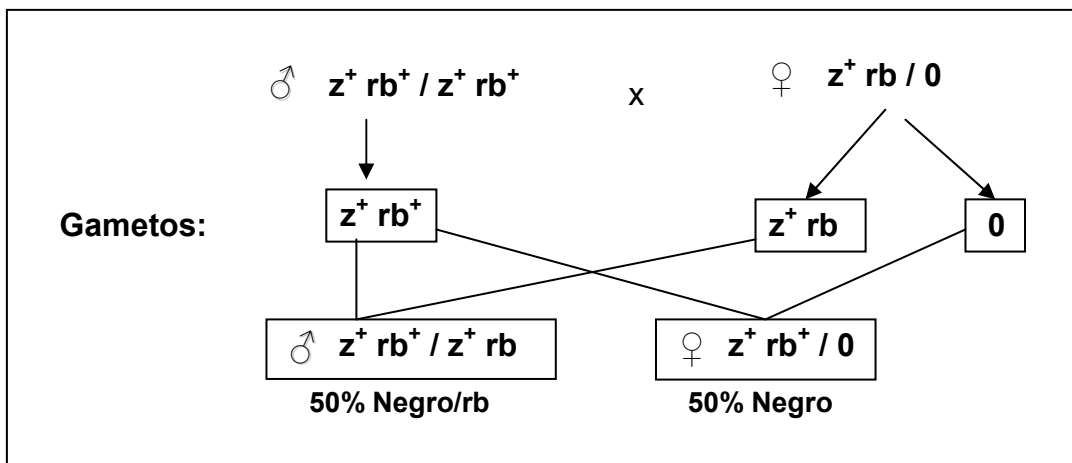 ♂ z⁺ rb⁺ / z⁺ rb⁺ x ♀ z⁺ rb / 0
Gametos: z⁺ rb⁺ z⁺ rb 0
♂ z⁺ rb⁺ / z⁺ rb ♀ z⁺ rb⁺ / 0
50% Negro/rb 50% Negro